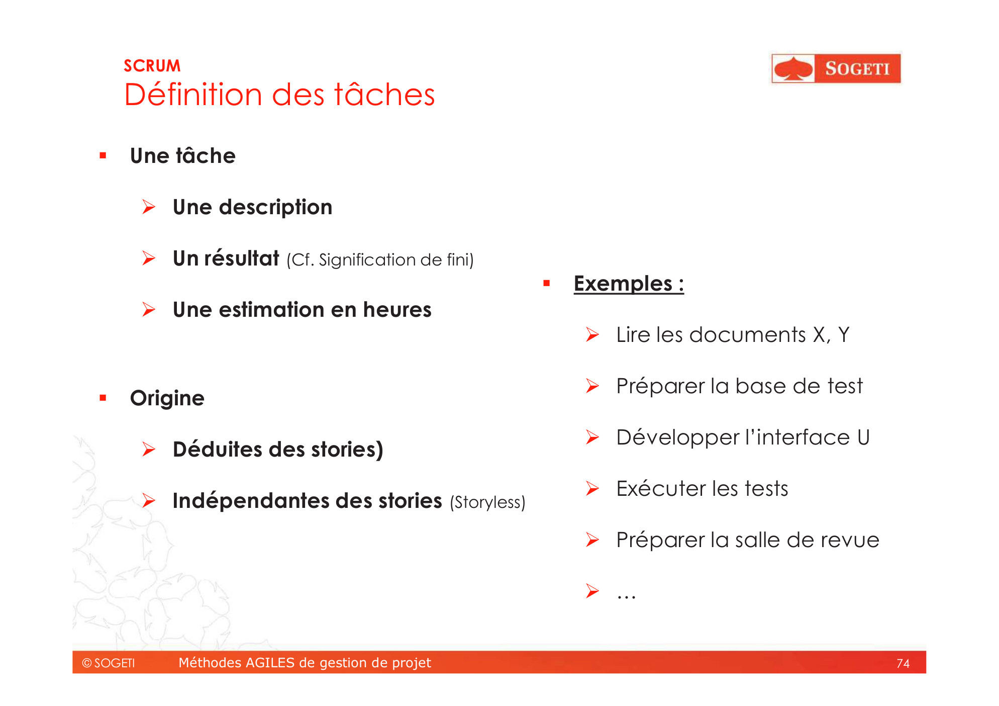 SCRUM
Définition des tâches
SOGETI
Une tâche
Une description
Un résultat (Cf. Signification de fini)
Une estimation en heures
Origine
Déduites des stories)
Indépendantes des stories (Storyless)
Exemples :
Lire les documents X, Y
Préparer la base de test
Développer l’interface U
Exécuter les tests
Préparer la salle de revue
…
© SOGETI Méthodes AGILES de gestion de projet 74